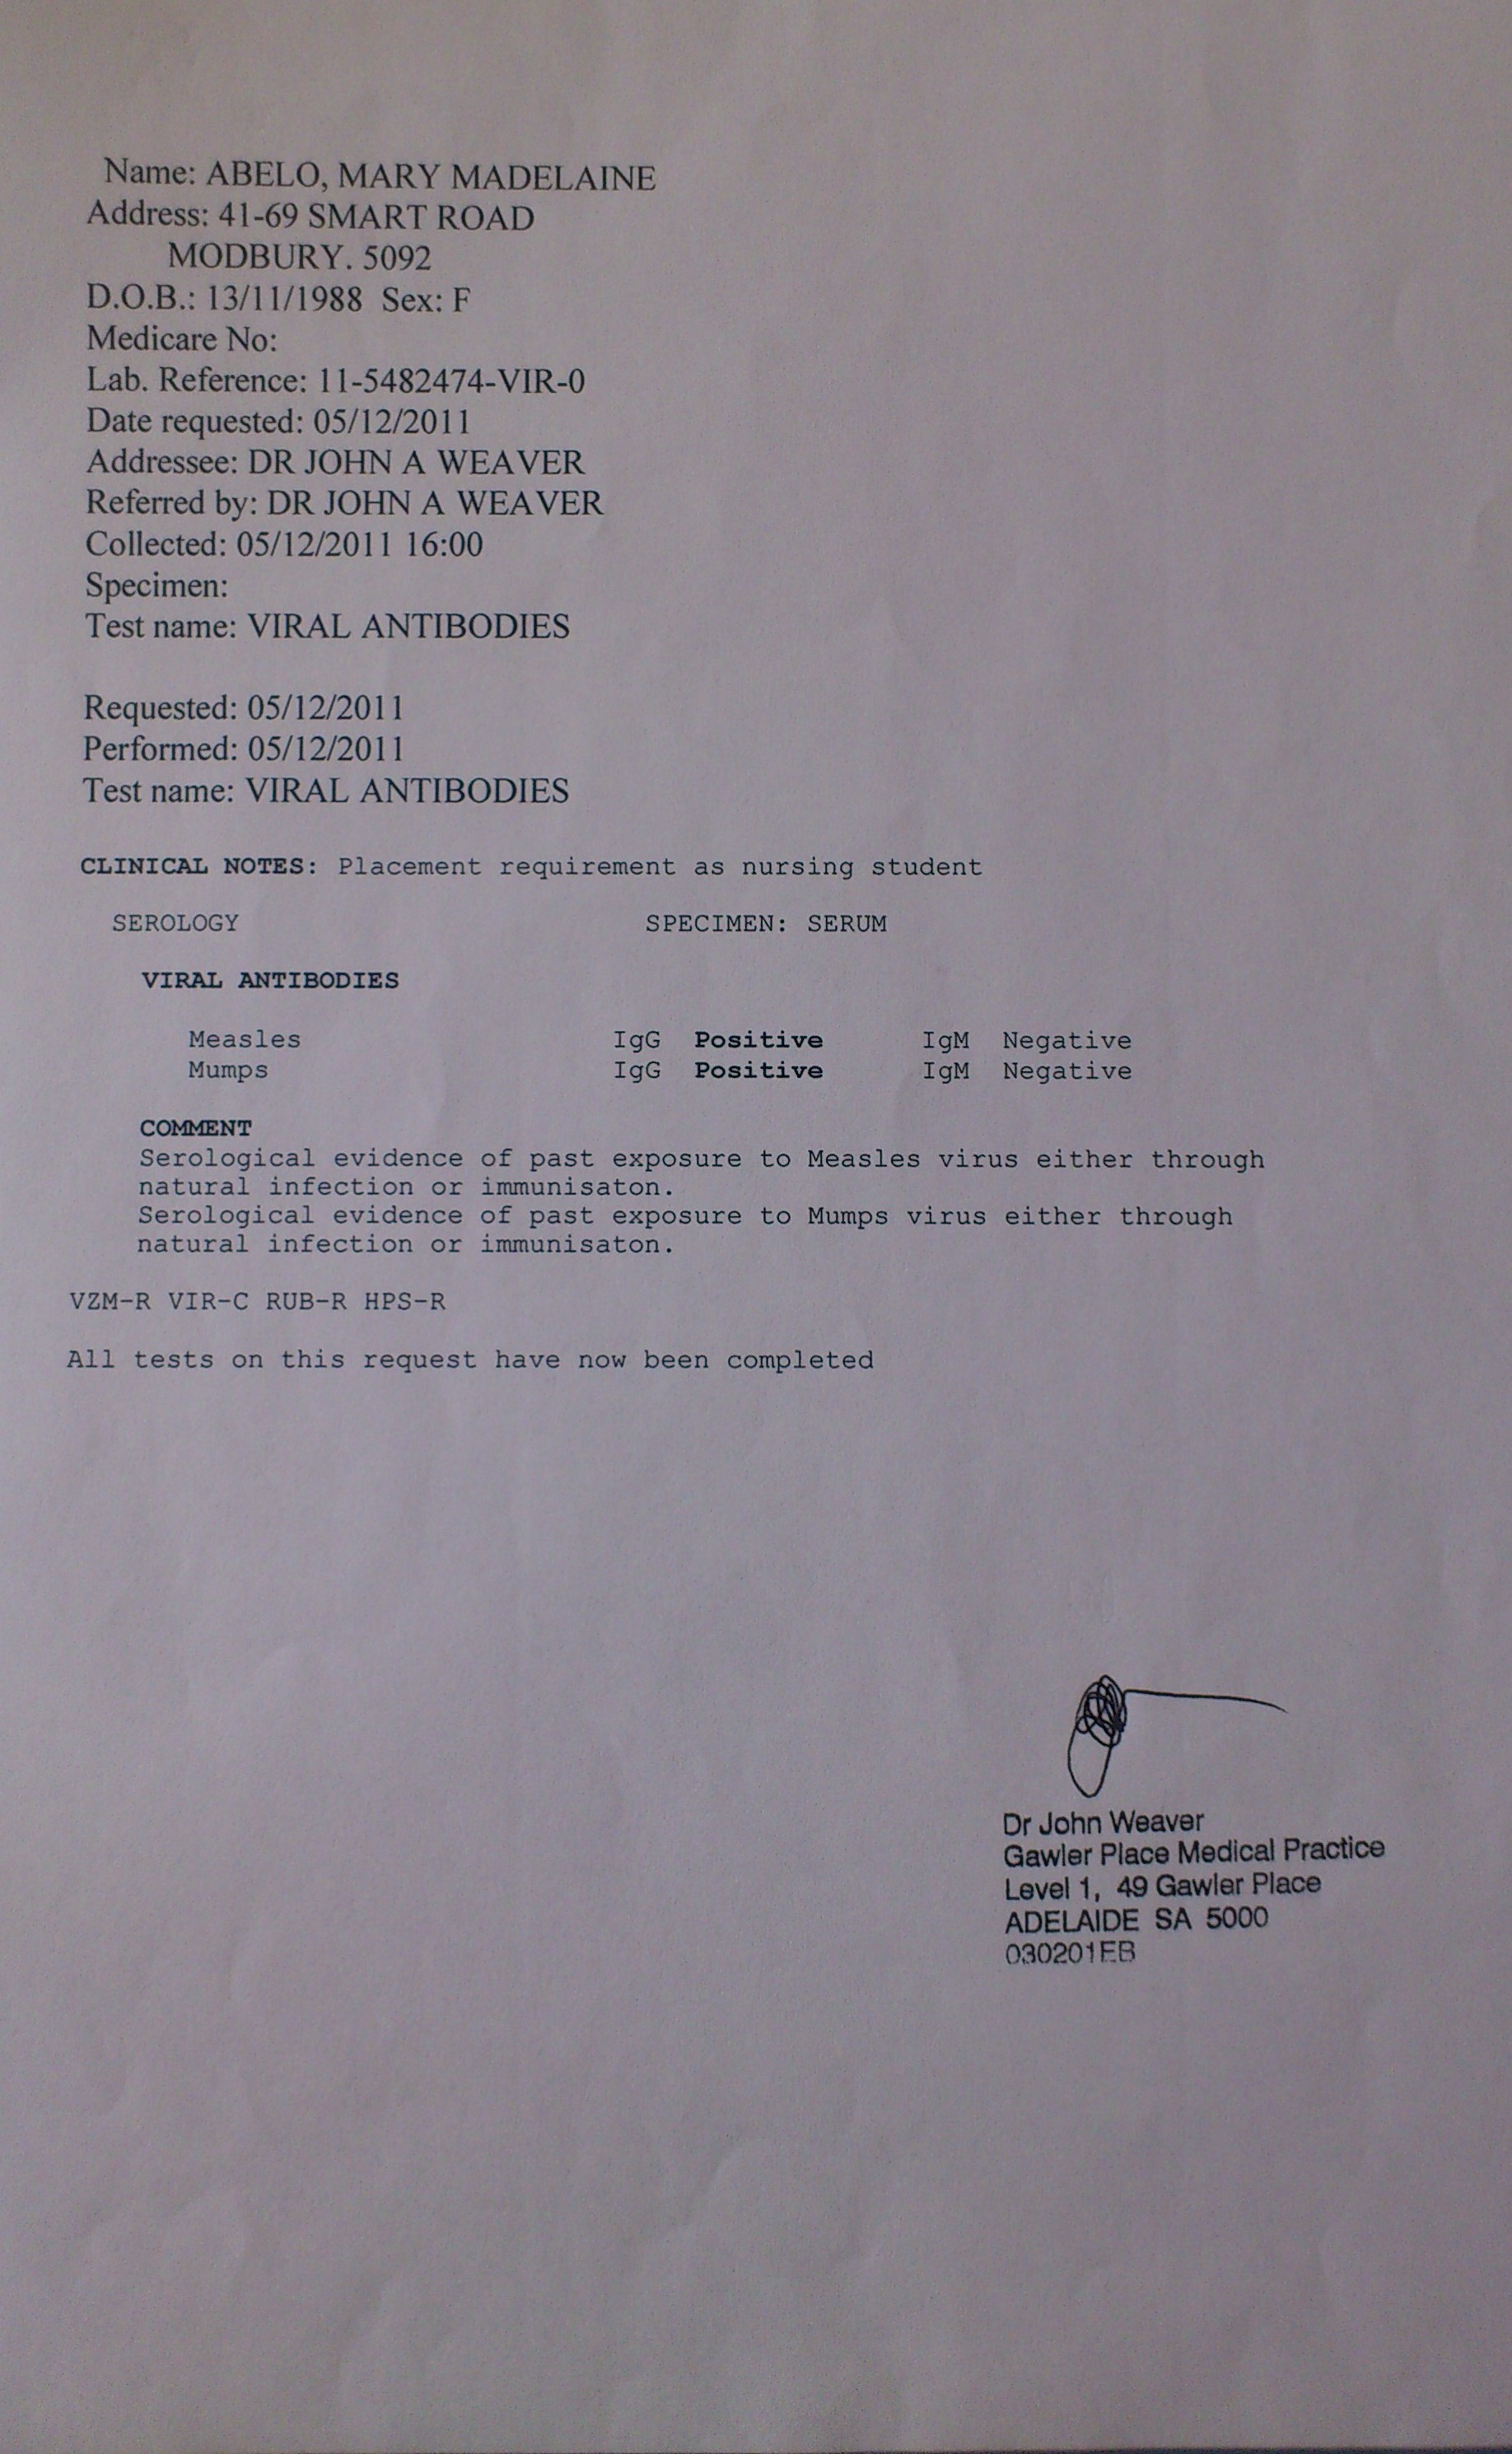 Name: ABELO, MARY MADELAINE
Address: 41-69 SMART ROAD
MODBURY. 5092
D.O.B.: 13/11/1988 Sex: F
Medicare No:
Lab. Reference: 11-5482474-VIR-0
Date requested: 05/12/2011
Addressee: DR JOHN A WEAVER
Referred by: DR JOHN A WEAVER
Collected: 05/12/2011 16:00
Specimen:
Test name: VIRAL ANTIBODIES
Requested: 05/12/2011
Performed: 05/12/2011
Test name: VIRAL ANTIBODIES
CLINICAL NOTES: Placement requirement as nursing student
SEROLOGY SPECIMEN: SERUM
VIRAL ANTIBODIES
Measles IgG Positive IgM Negative
Mumps IgG Positive IgM Negative
COMMENT
Serological evidence of past exposure to Measles virus either through
natural infection or immunisaton.
Serological evidence of past exposure to Mumps virus either through
natural infection or immunisaton.
VZM-R VIR-C RUB-R HPS-R
All tests on this request have now been completed
Dr John Weaver
Gawler Place Medical Practice
Level 1, 49 Gawler Place
ADELAIDE SA 5000
030201EB